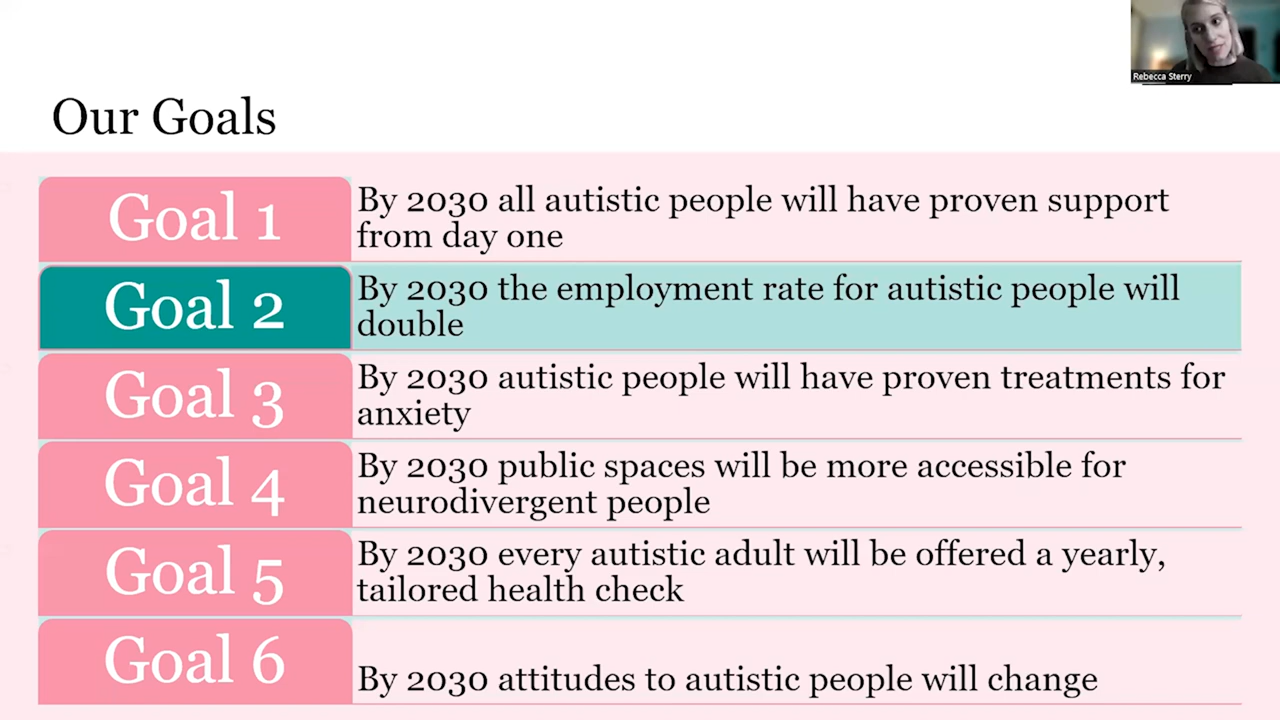 Rebecca Sterry
Our Goals
Goal 1
By 2030 all autistic people will have proven support
from day one
Goal 2
By 2030 the employment rate for autistic people will
double
Goal 3
By 2030 autistic people will have proven treatments for
anxiety
Goal 4
By 2030 public spaces will be more accessible for
neurodivergent people
Goal 5
By 2030 every autistic adult will be offered a yearly,
tailored health check
Goal 6
By 2030 attitudes to autistic people will change